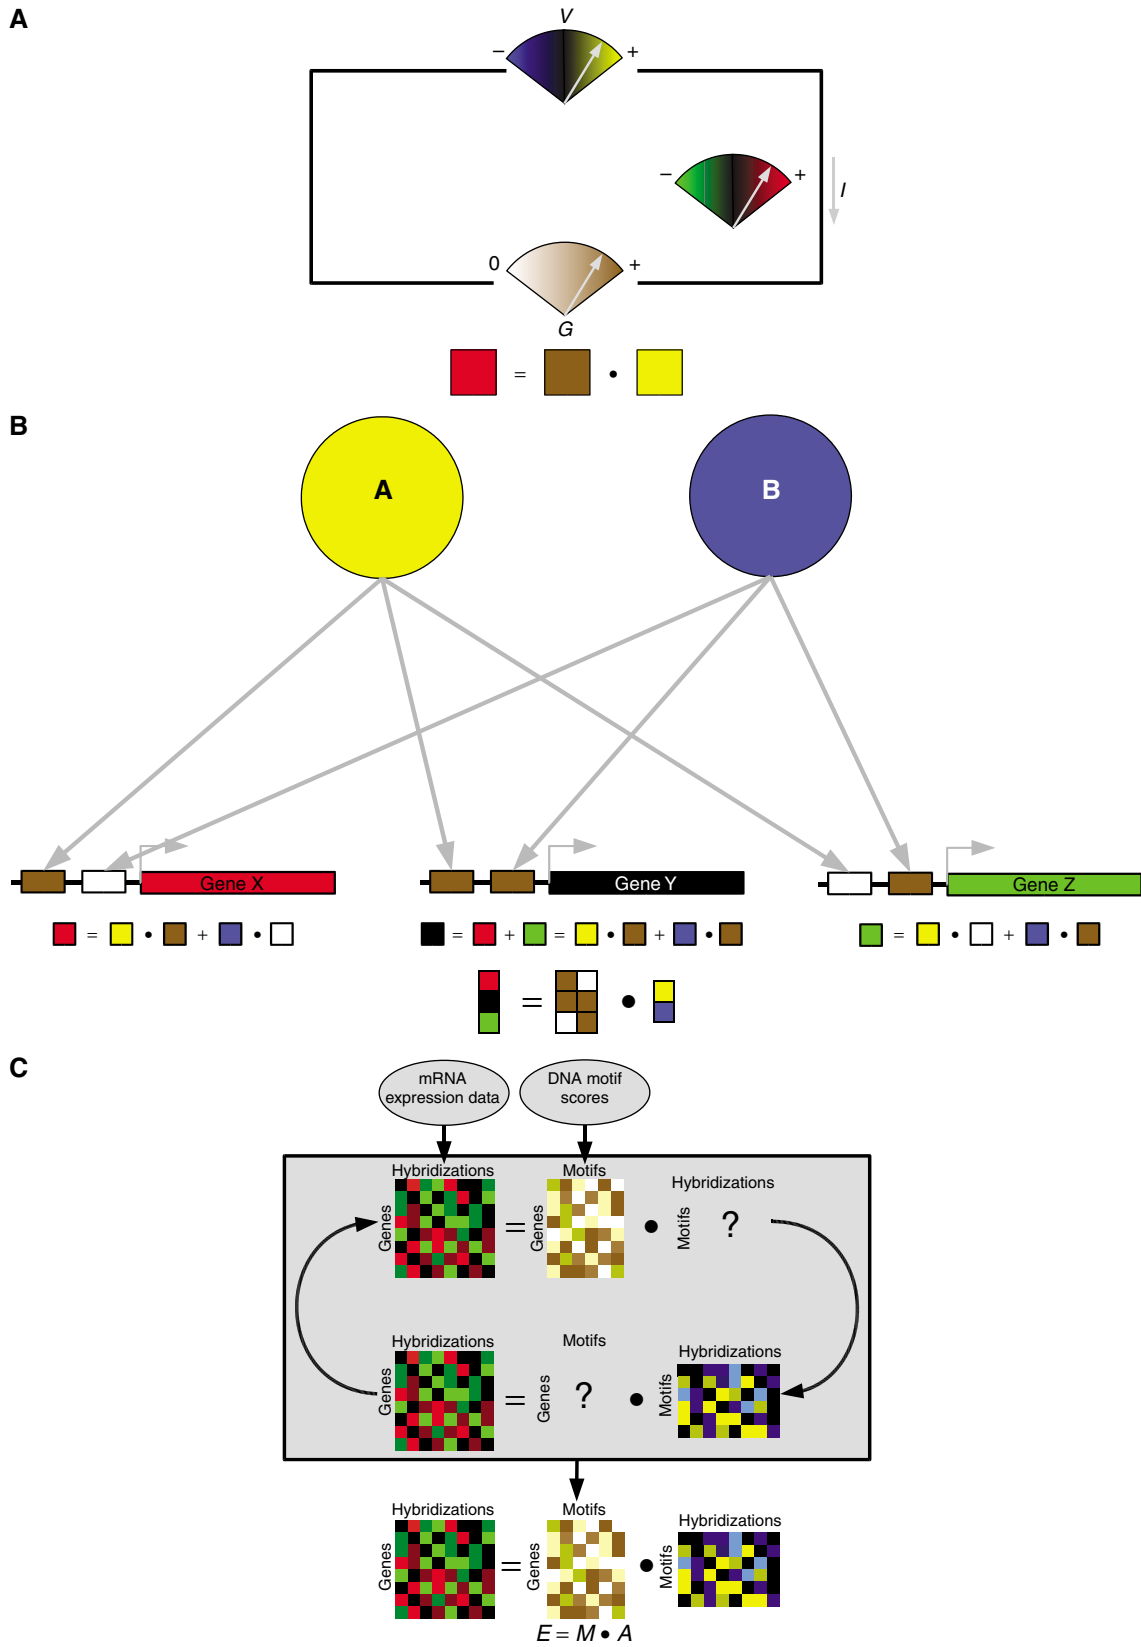 A
V
− +
− +
I
0 +
G
= •
B
A B
Gene X Gene Y Gene Z
= • + •
= + = • + •
= • + •
= •
C
mRNA
expression data
DNA motif
scores
Hybridizations
Motifs
Hybridizations
Genes
=
Genes
•
Motifs
?
Hybridizations
Motifs
Hybridizations
Genes
=
Genes
?
•
Motifs
Hybridizations
Motifs
Hybridizations
Genes
=
Genes
•
Motifs
E = M • A